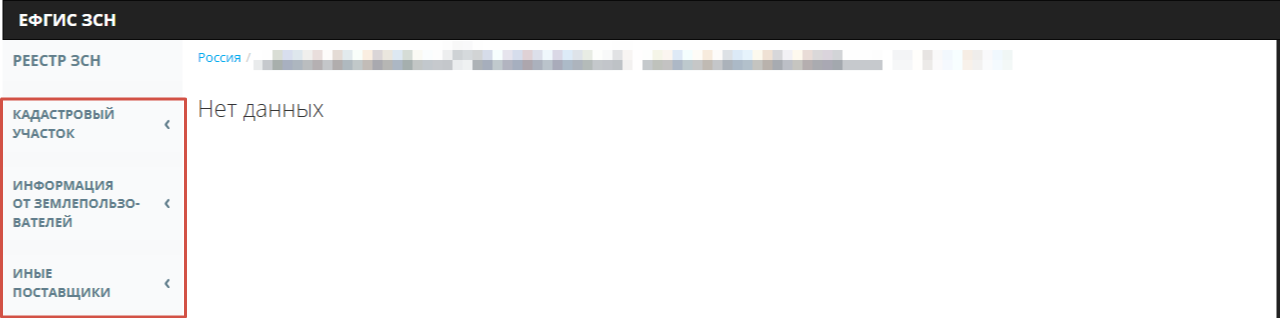 ЕФГИС ЗСН
РЕЕСТР ЗСН
Россия /
Нет данных
КАДАСТРОВЫЙ
УЧАСТОК
ИНФОРМАЦИЯ
ОТ ЗЕМЛЕПОЛЬЗО-
ВАТЕЛЕЙ
ИНЫЕ
ПОСТАВЩИКИ